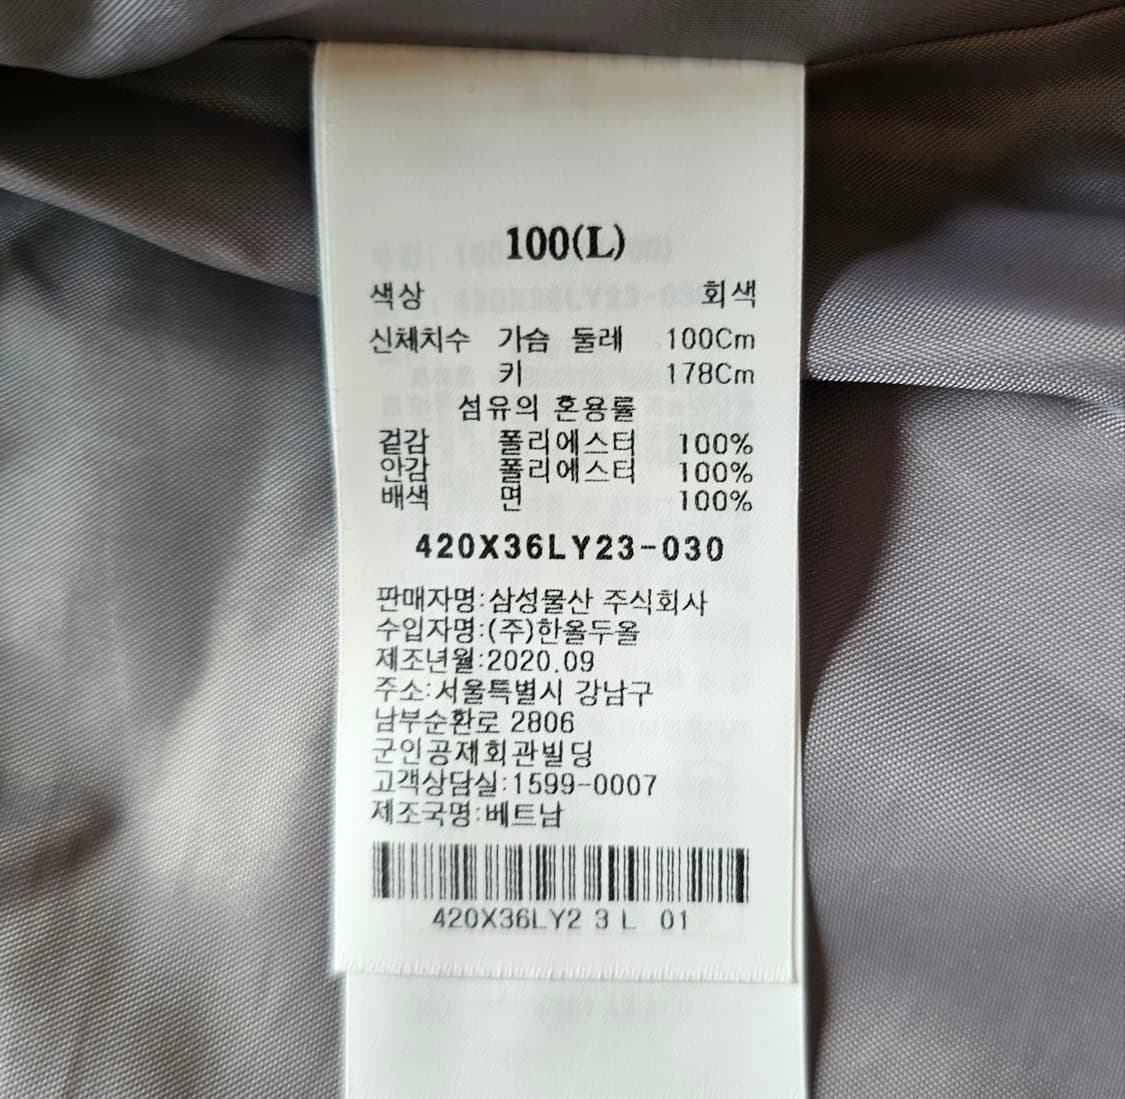 100(L)
색상 회색
신체치수 가슴 둘레 100Cm
키 178Cm
섬유의 혼용률
겉감 폴리에스터 100%
안감 폴리에스터 100%
배색 면 100%
420X36LY23-030
판매자명:삼성물산 주식회사
수입자명:(주)한올두올
제조년월:2020.09
주소:서울특별시 강남구
남부순환로 2806
군인공제회관빌딩
고객상담실:1599-0007
제조국명:베트남
420X36LY2 3 L 01